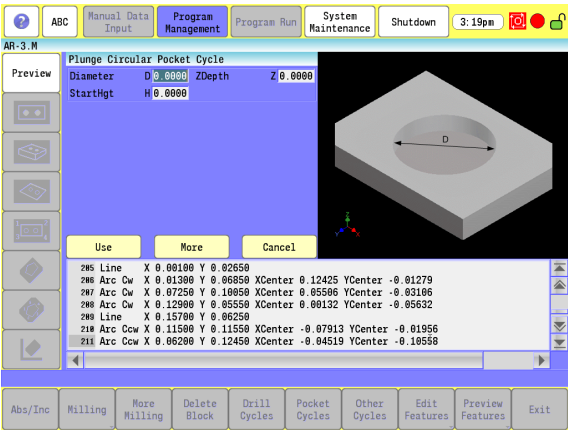 ? ABC Manual Data Input Program Management Program Run System Maintenance Shutdown 3:19pm
AR-3.M
Preview
Plunge Circular Pocket Cycle
Diameter D 0.0000 ZDepth Z 0.0000
StartHgt H 0.0000
D
Z
Y X
Use More Cancel
205 Line X 0.00100 Y 0.02650
206 Arc Cw X 0.01300 Y 0.06850 XCenter 0.12425 YCenter -0.01279
207 Arc Cw X 0.07250 Y 0.10050 XCenter 0.05506 YCenter -0.03106
208 Arc Cw X 0.12900 Y 0.05550 XCenter 0.00132 YCenter -0.05632
209 Line X 0.15700 Y 0.06250
210 Arc Ccw X 0.11500 Y 0.11550 XCenter -0.07913 YCenter -0.01956
211 Arc Ccw X 0.06200 Y 0.12450 XCenter -0.04519 YCenter -0.10558
Abs/Inc Milling More Milling Delete Block Drill Cycles Pocket Cycles Other Cycles Edit Features Preview Features Exit